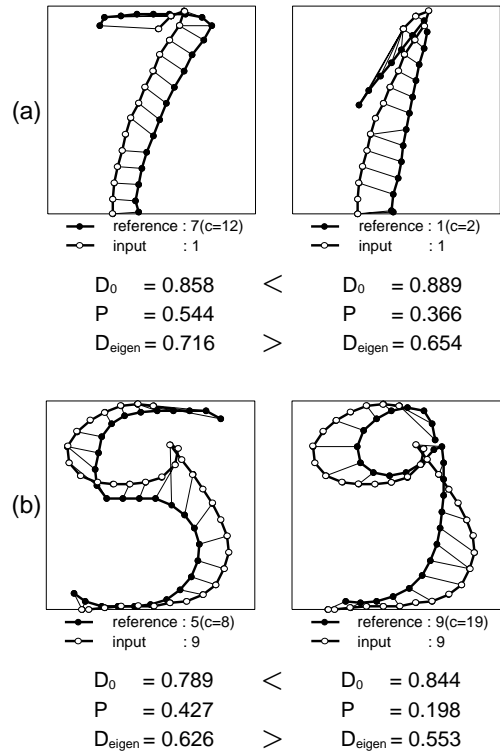 (a)
reference : 7(c=12) reference : 1(c=2)
input : 1 input : 1
D₀ = 0.858 < D₀ = 0.889
P = 0.544 P = 0.366
Deigen = 0.716 > Deigen = 0.654
(b)
reference : 5(c=8) reference : 9(c=19)
input : 9 input : 9
D₀ = 0.789 < D₀ = 0.844
P = 0.427 P = 0.198
Deigen = 0.626 > Deigen = 0.553